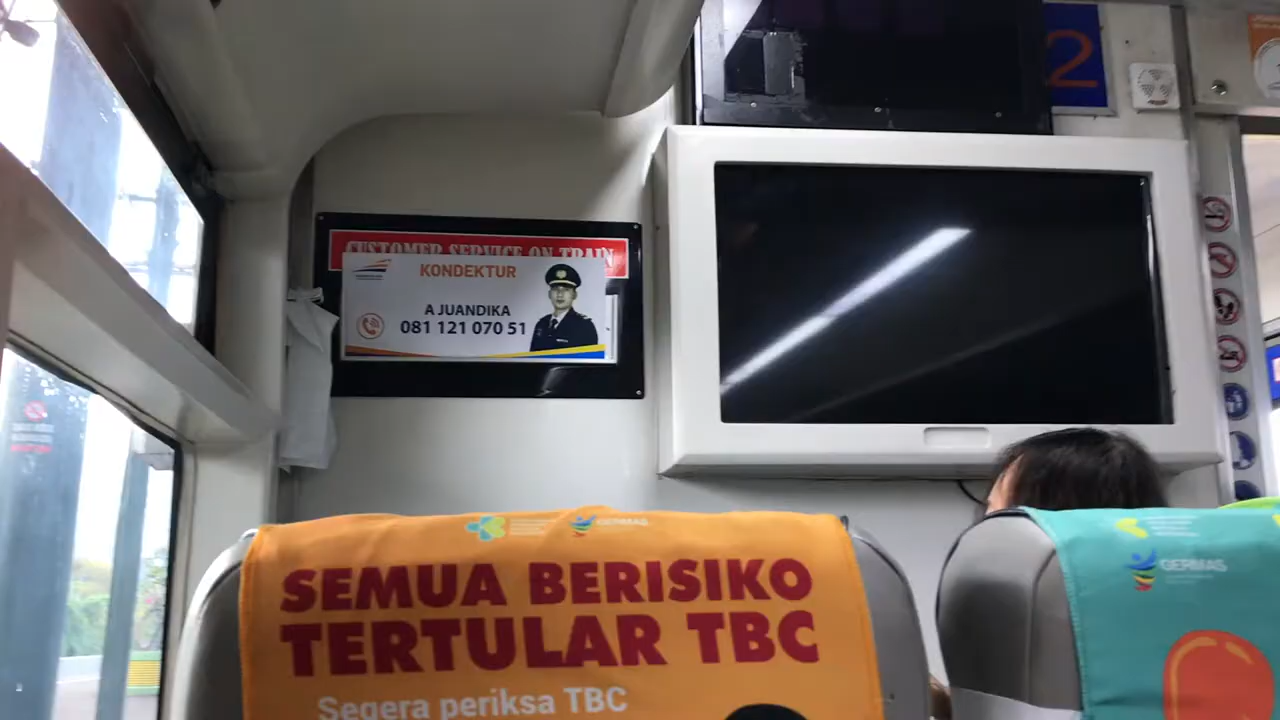 2
CUSTOMER SERVICE ON TRAIN
KONDEKTUR
A JUANDIKA
081 121 070 51
GERMAS
SEMUA BERISIKO
TERTULAR TBC
Segera periksa TBC
GERMAS